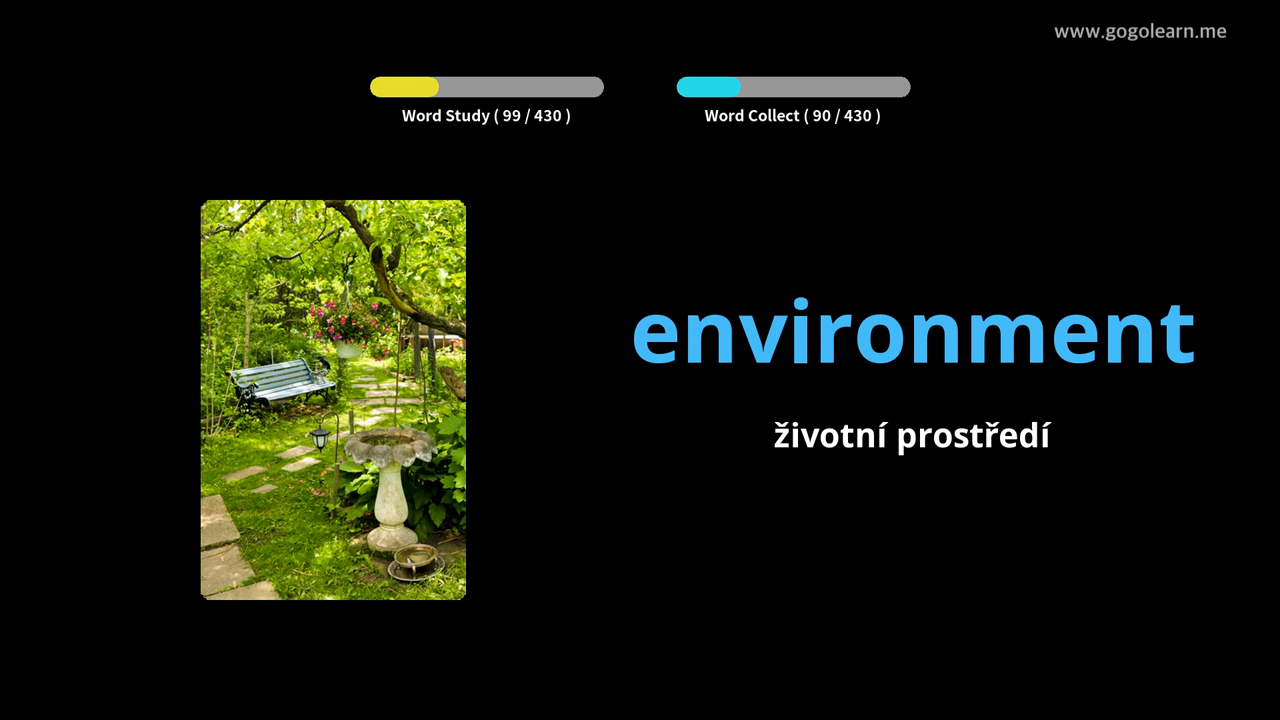 www.gogolearn.me
Word Study ( 99 / 430 )
Word Collect ( 90 / 430 )
environment
životní prostředí